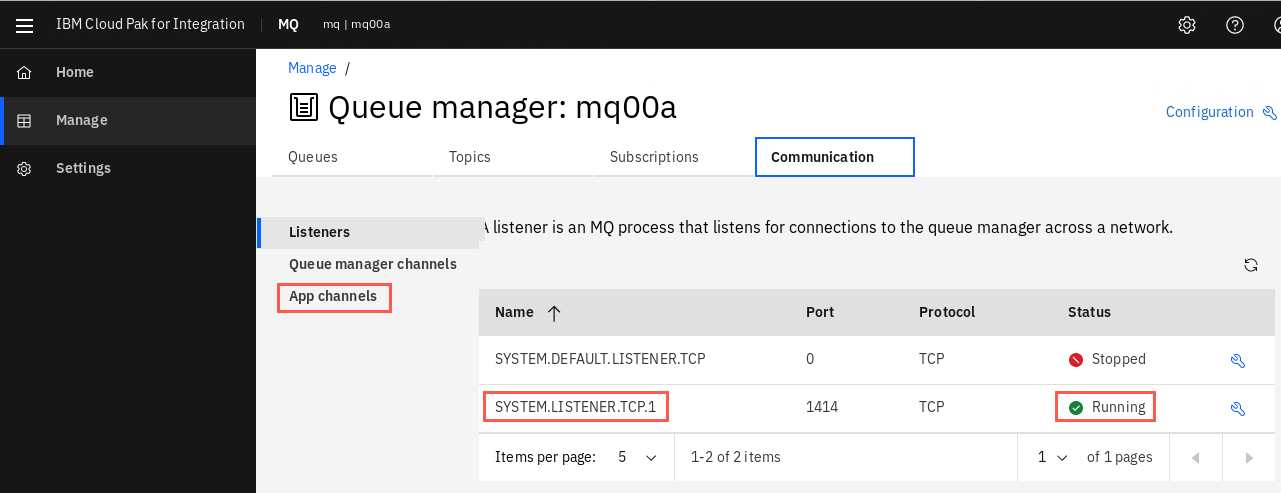 IBM Cloud Pak for Integration MQ mq | mq00a
Home
Manage
Settings
Manage /
Queue manager: mq00a
Configuration
Queues Topics Subscriptions Communication
Listeners
Queue manager channels
App channels
A listener is an MQ process that listens for connections to the queue manager across a network.
Name Port Protocol Status
SYSTEM.DEFAULT.LISTENER.TCP 0 TCP Stopped
SYSTEM.LISTENER.TCP.1 1414 TCP Running
Items per page: 5 1-2 of 2 items 1 of 1 pages